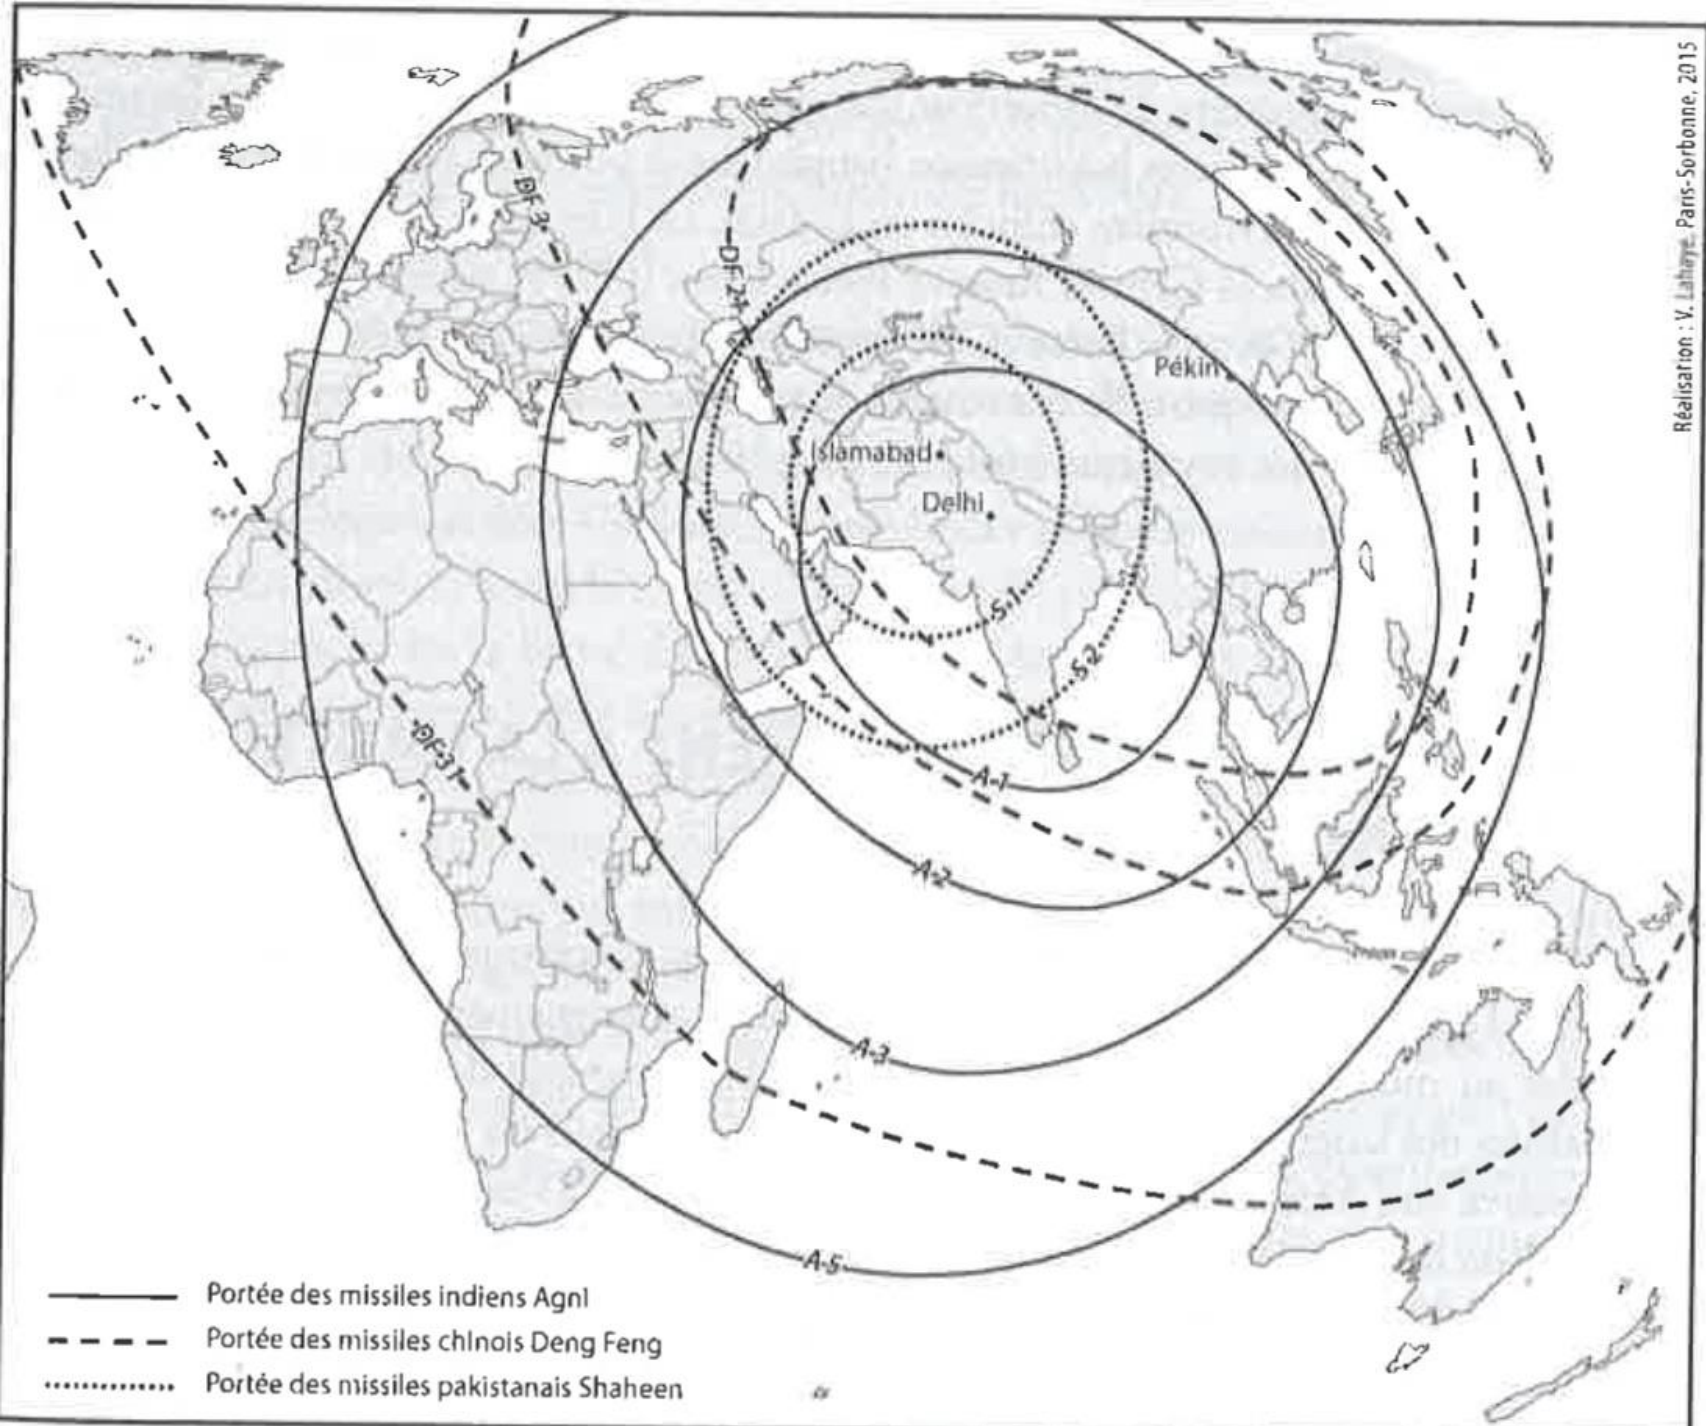 Réalisation : V. Lahaye, Paris-Sorbonne, 2015
DF-3
DF-21
Pékin
Islamabad
Delhi
S-1
S-2
DF-31
A-1
A-2
A-3
A-5
Portée des missiles indiens Agni
Portée des missiles chinois Deng Feng
Portée des missiles pakistanais Shaheen